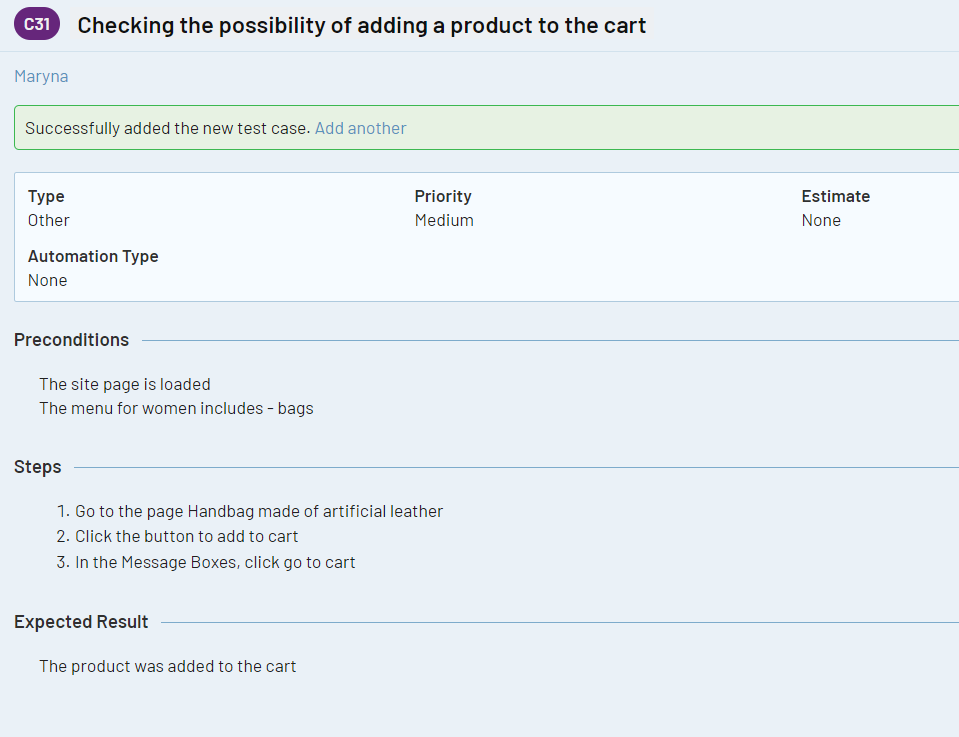 C31 Checking the possibility of adding a product to the cart
Maryna
Successfully added the new test case. Add another
Type Priority Estimate
Other Medium None
Automation Type
None
Preconditions
The site page is loaded
The menu for women includes - bags
Steps
1. Go to the page Handbag made of artificial leather
2. Click the button to add to cart
3. In the Message Boxes, click go to cart
Expected Result
The product was added to the cart